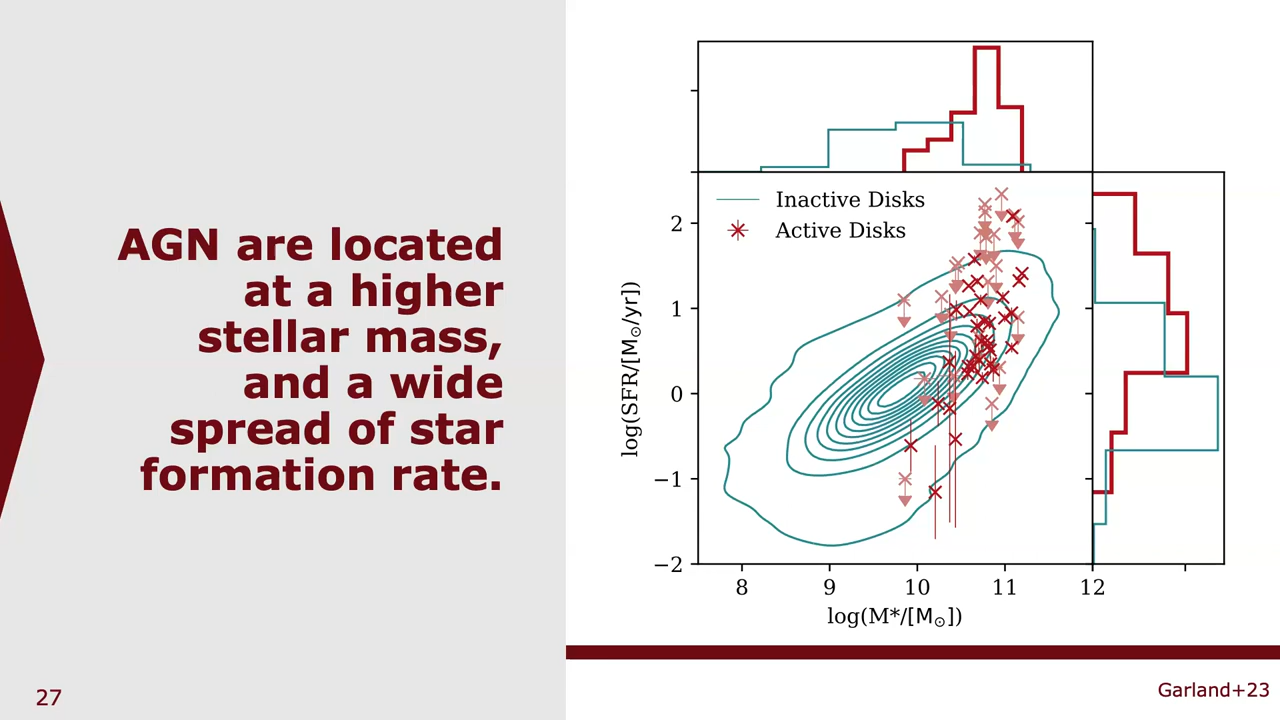 AGN are located
at a higher
stellar mass,
and a wide
spread of star
formation rate.
27
Inactive Disks
Active Disks
log(SFR/[M☉/yr])
2
1
0
−1
−2
8
9
10
11
12
log(M*/[M☉])
Garland+23